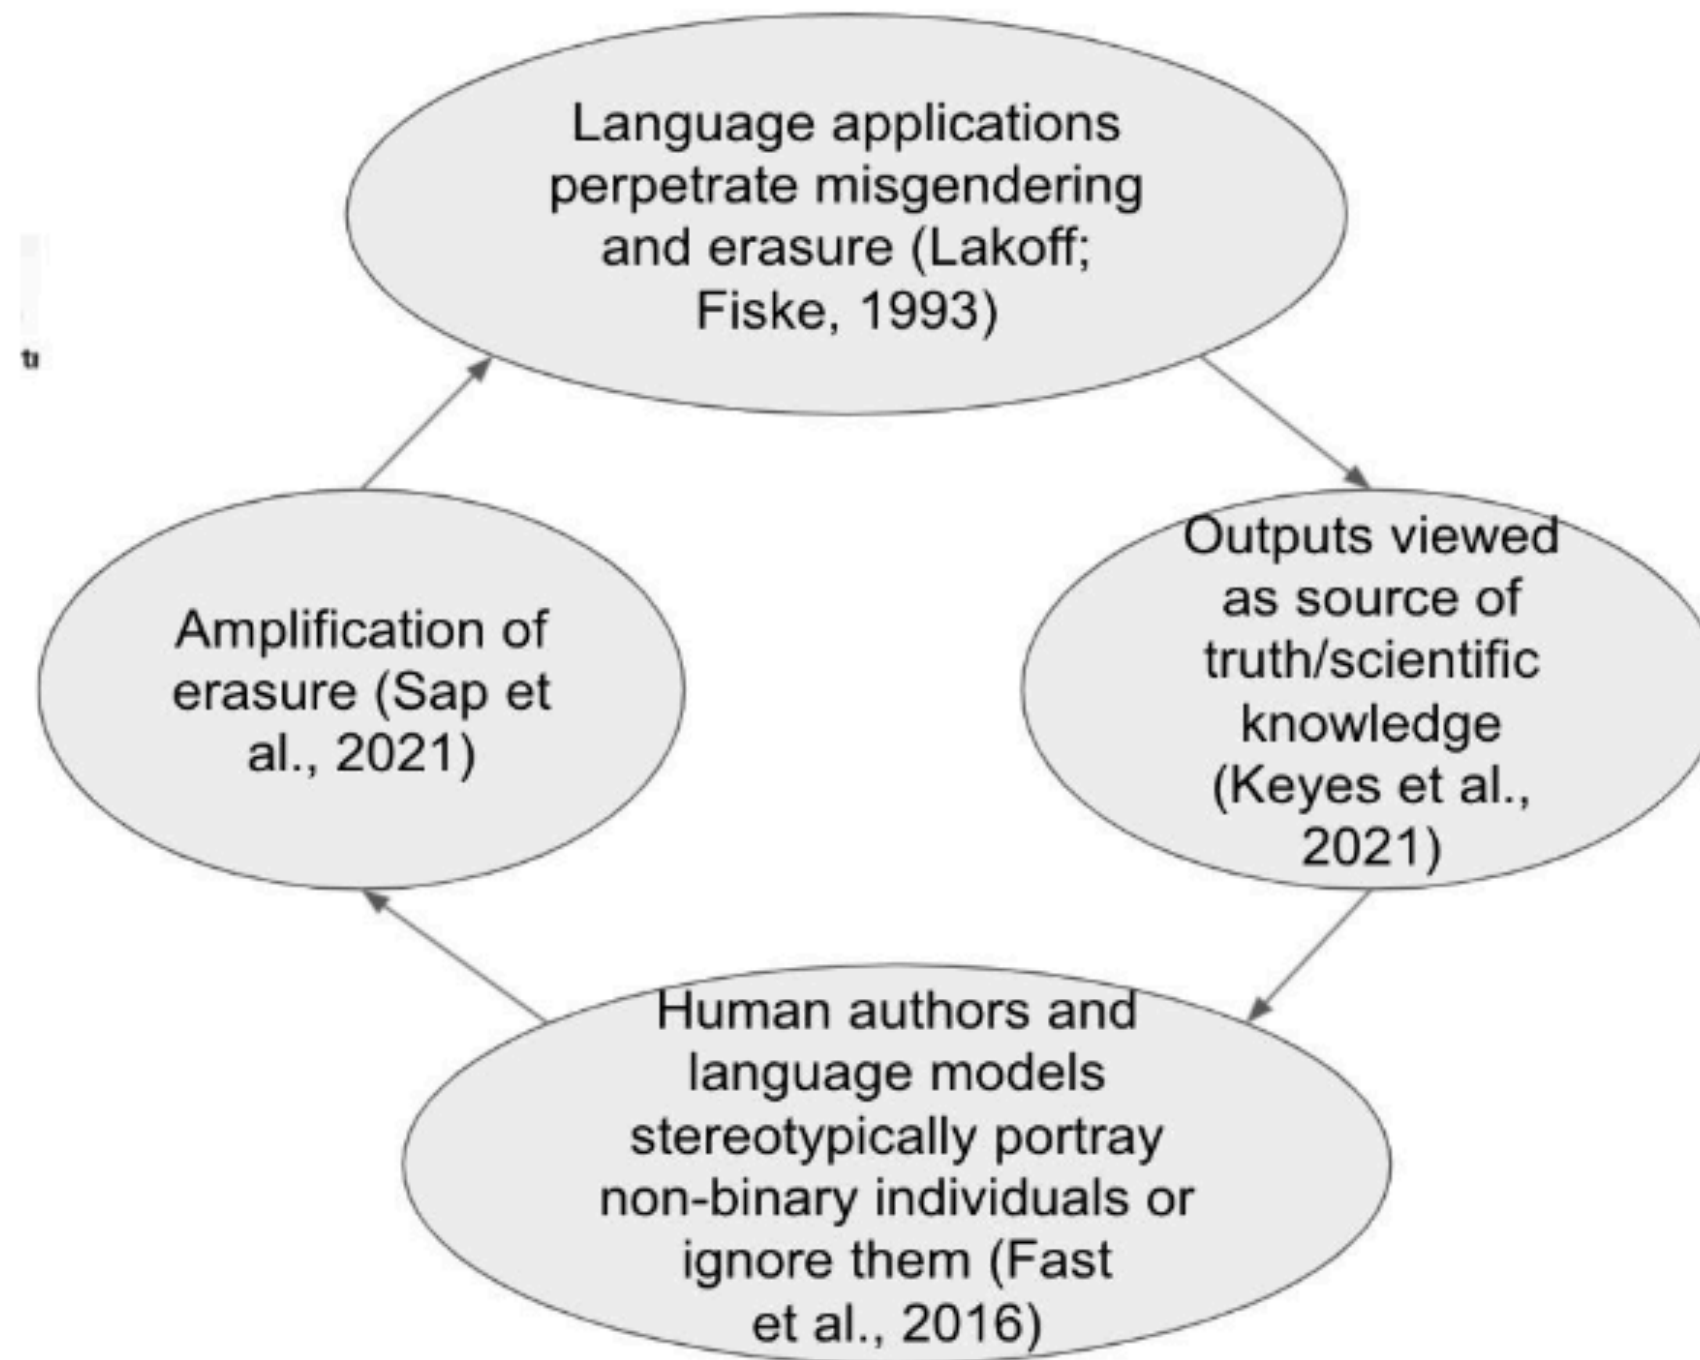 Language applications
perpetrate misgendering
and erasure (Lakoff;
Fiske, 1993)
Outputs viewed
as source of
truth/scientific
knowledge
(Keyes et al.,
2021)
Amplification of
erasure (Sap et
al., 2021)
Human authors and
language models
stereotypically portray
non-binary individuals or
ignore them (Fast
et al., 2016)